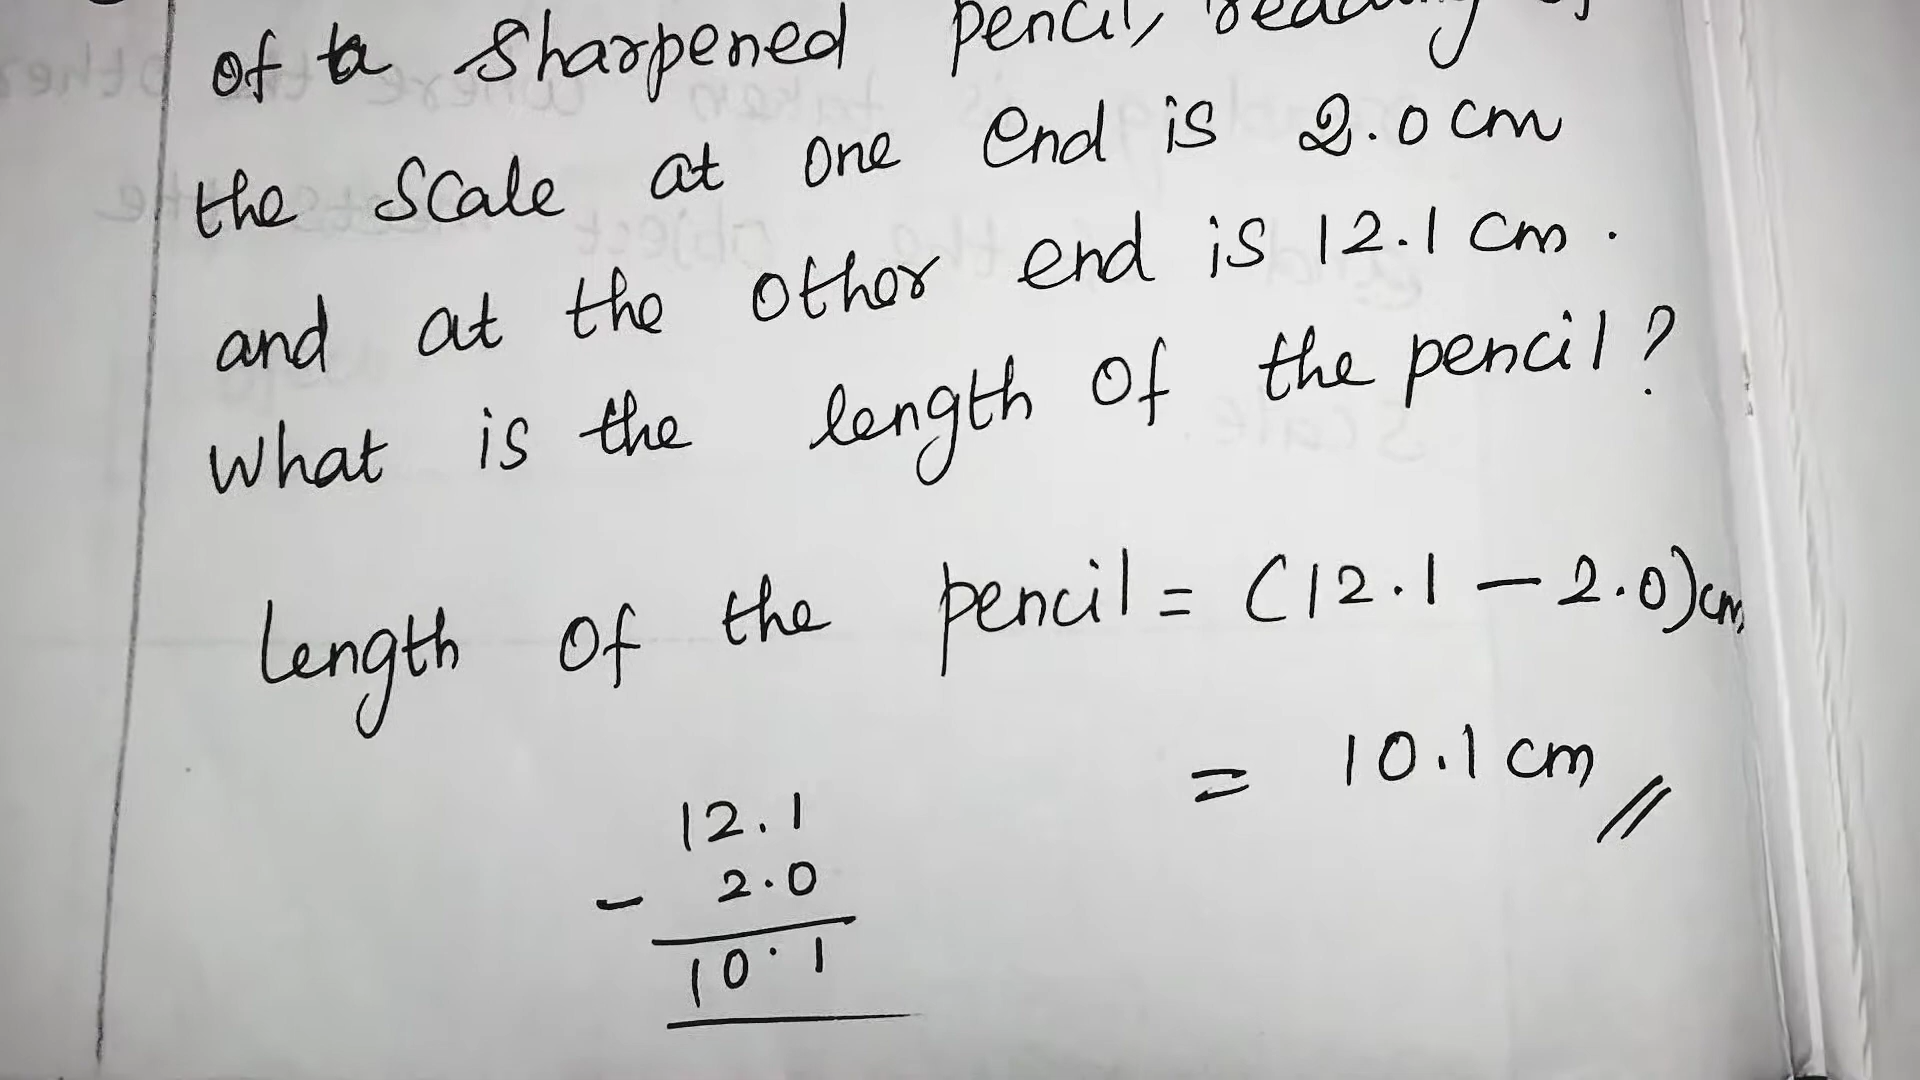 of a sharpened pencil, reading of
the Scale at one end is 2.0 cm
and at the other end is 12.1 cm.
What is the length of the pencil?
Length of the pencil = (12.1 - 2.0)cm
= 10.1 cm //
12.1
- 2.0
10.1